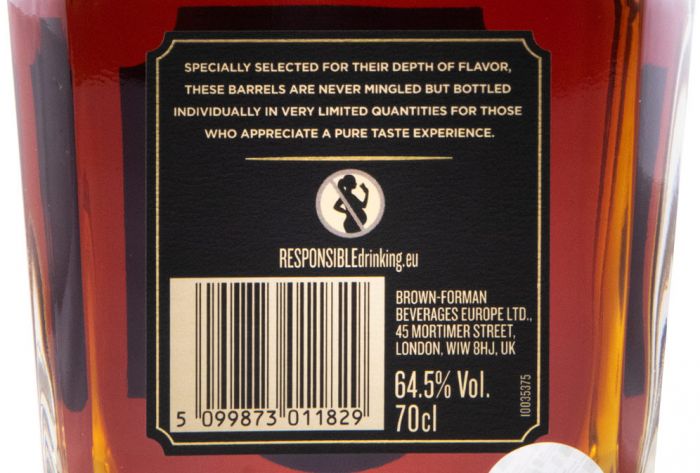 SPECIALLY SELECTED FOR THEIR DEPTH OF FLAVOR,
THESE BARRELS ARE NEVER MINGLED BUT BOTTLED
INDIVIDUALLY IN VERY LIMITED QUANTITIES FOR THOSE
WHO APPRECIATE A PURE TASTE EXPERIENCE.
RESPONSIBLEdrinking.eu
BROWN-FORMAN
BEVERAGES EUROPE LTD.,
45 MORTIMER STREET,
LONDON, W1W 8HJ, UK
64.5% Vol.
70cl
10035375
5 099873 011829